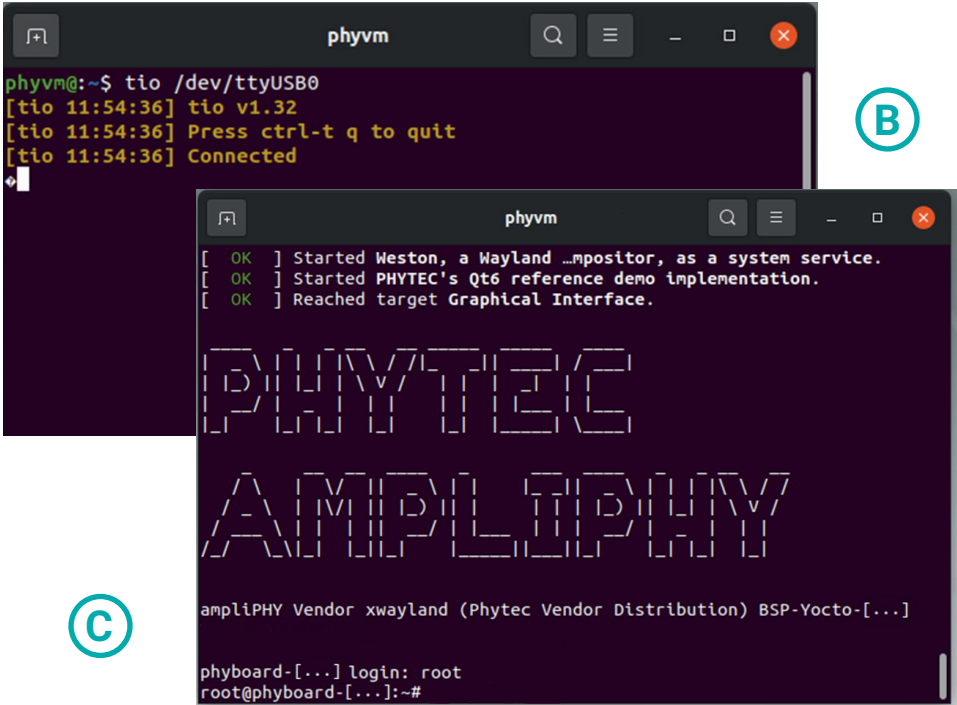 phyvm
phyvm@:~$ tio /dev/ttyUSB0
[tio 11:54:36] tio v1.32
[tio 11:54:36] Press ctrl-t q to quit
[tio 11:54:36] Connected
�
B
phyvm
[  OK  ] Started Weston, a Wayland …mpositor, as a system service.
[  OK  ] Started PHYTEC's Qt6 reference demo implementation.
[  OK  ] Reached target Graphical Interface.
PHYTEC
AMPLIPHY
ampliPHY Vendor xwayland (Phytec Vendor Distribution) BSP-Yocto-[...]
phyboard-[...] login: root
root@phyboard-[...]:~#
C